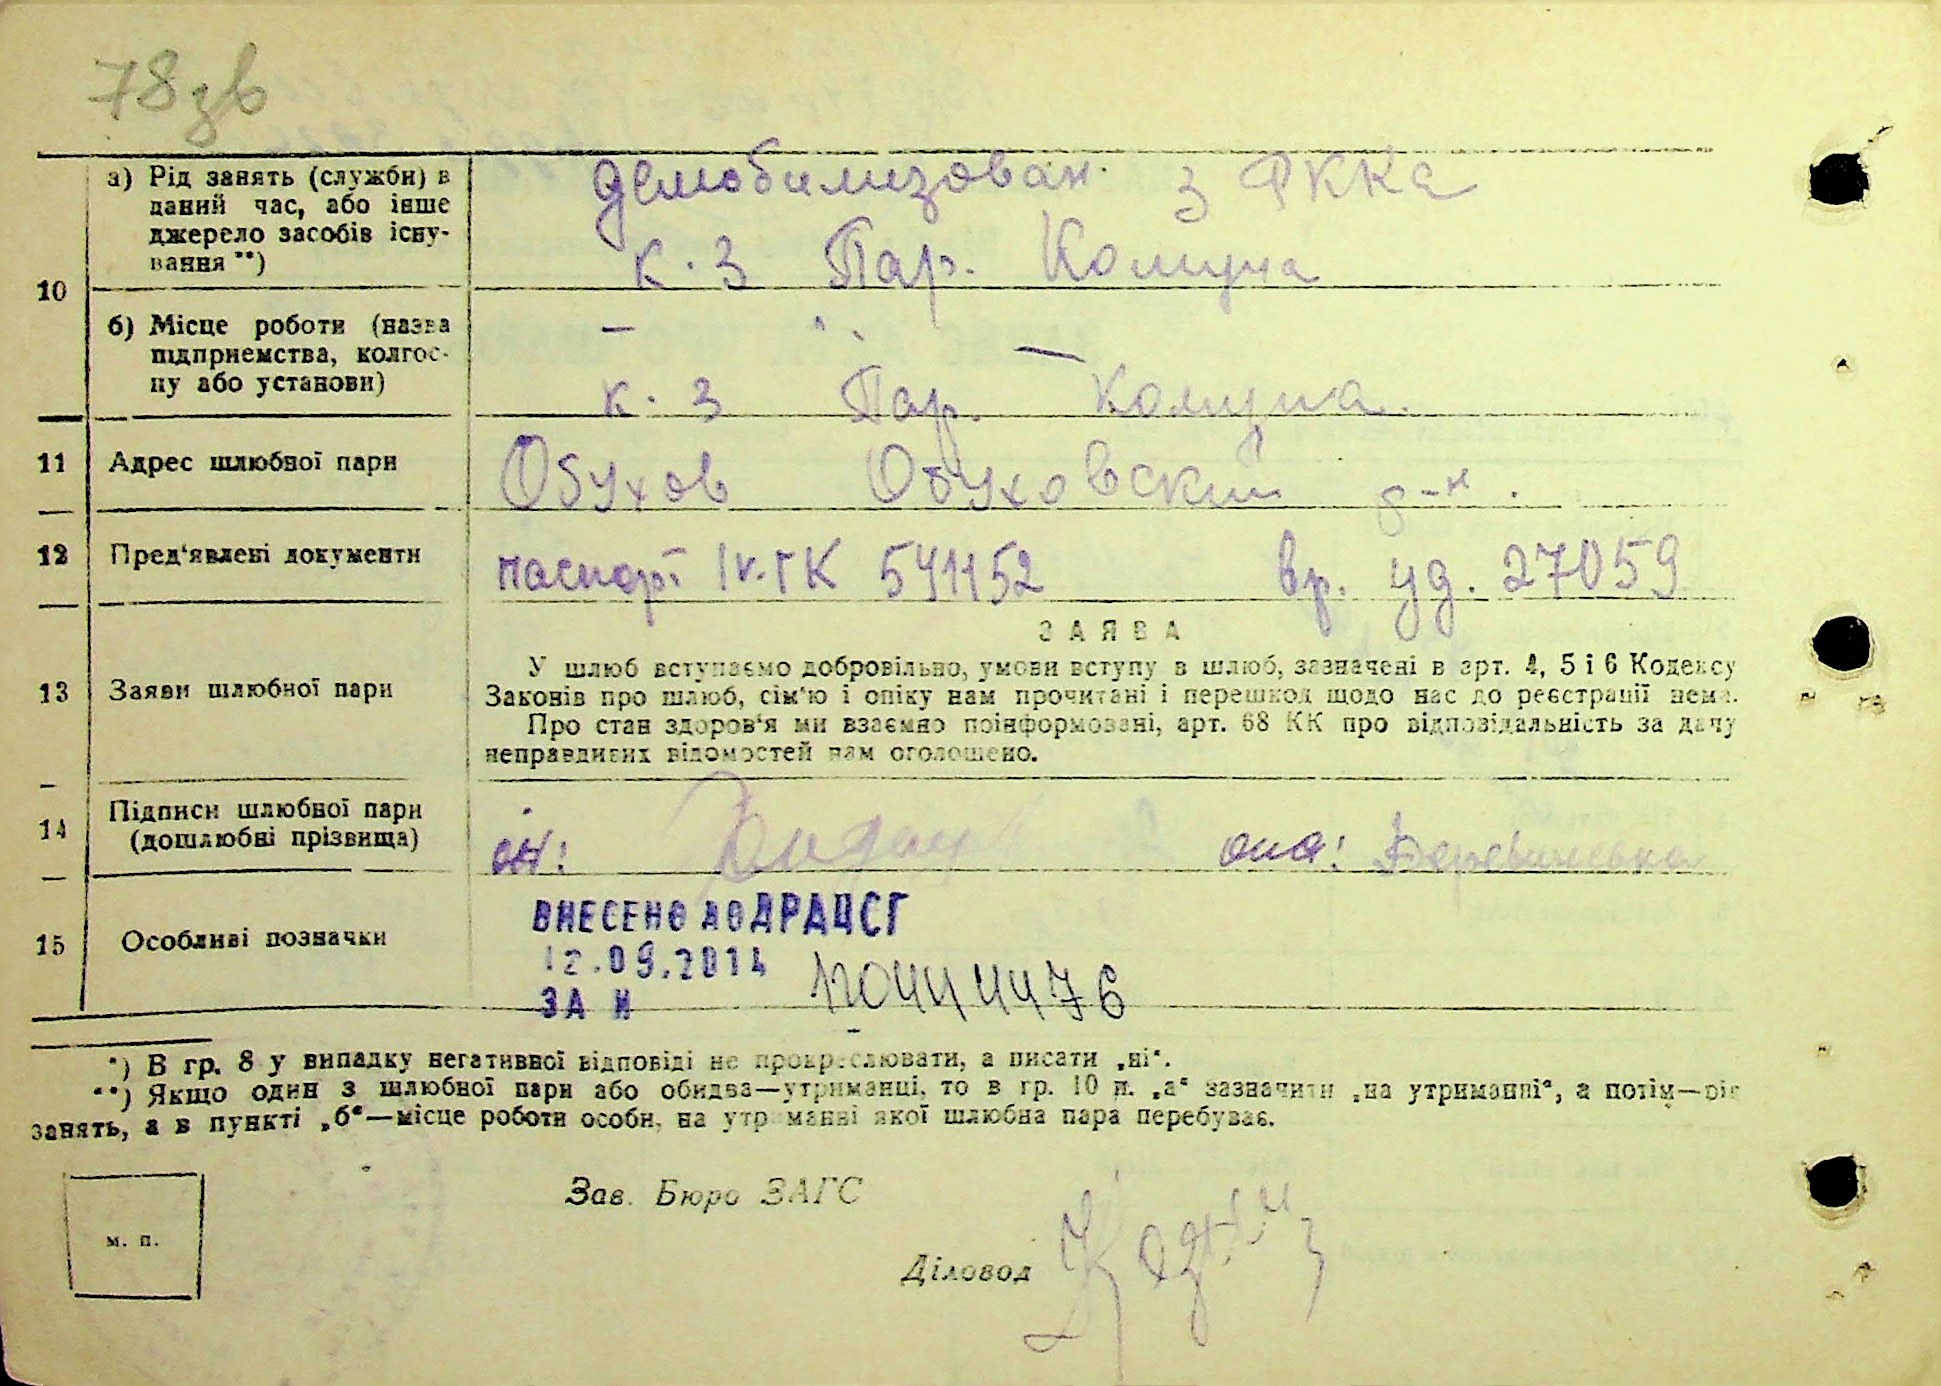 78зв
а) Рід занять (служби) в
даний час, або інше
джерело засобів існу-
вання **)
демобилизован. з РККа
к. з Пар. Комуна
10
б) Місце роботи (назва
підприємства, колгос-
пу або установи)
— " —
к. з Пар. Комуна.
11 Адрес шлюбної пари Обухов Обуховский р-н.
12 Пред'явлені документи паспорт IV-ГК 541152 вр. уд. 27059
ЗАЯВА
13 Заяви шлюбної пари
У шлюб вступаємо добровільно, умови вступу в шлюб, зазначені в арт. 4, 5 і 6 Кодексу
Законів про шлюб, сім'ю і опіку нам прочитані і перешкод щодо нас до реєстрації нема.
Про стан здоров'я ми взаємно поінформовані, арт. 68 КК про відповідальність за дачу
неправдивих відомостей нам оголошено.
14 Підписи шлюбної пари
(дошлюбні прізвища)
он: она:
15 Особливі позначки
ВНЕСЕНО ДО ДРАЦСГ
12.09.2014
ЗА N 120444476
*) В гр. 8 у випадку негативної відповіді не прокреслювати, а писати „ні“.
**) Якщо один з шлюбної пари або обидва—утриманці, то в гр. 10 п. „а“ зазначити „на утриманні“, а потім—рід
занять, а в пункті „б“—місце роботи особи, на утриманні якої шлюбна пара перебуває.
м. п.
Зав. Бюро ЗАГС
Діловод